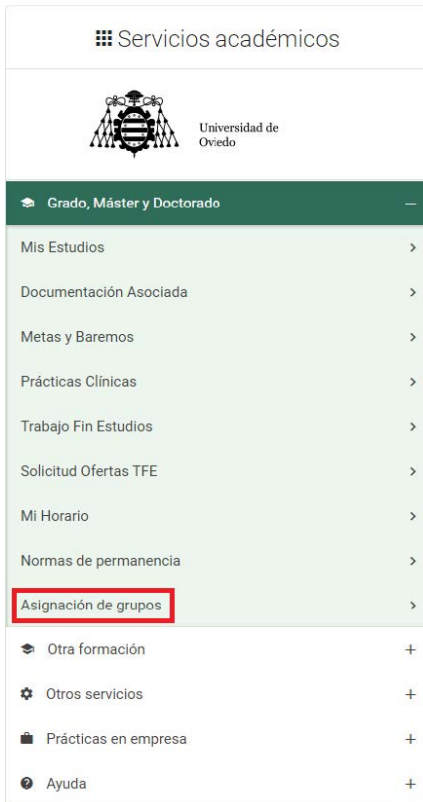 Servicios académicos
Universidad de
Oviedo
Grado, Máster y Doctorado
Mis Estudios
Documentación Asociada
Metas y Baremos
Prácticas Clínicas
Trabajo Fin Estudios
Solicitud Ofertas TFE
Mi Horario
Normas de permanencia
Asignación de grupos
Otra formación
Otros servicios
Prácticas en empresa
Ayuda